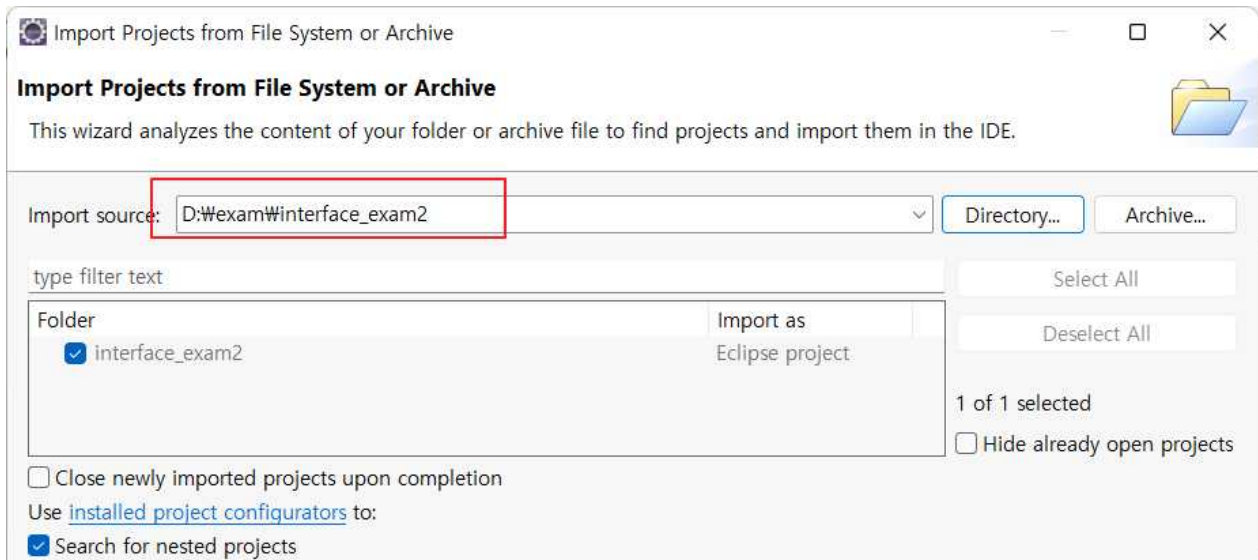 Import Projects from File System or Archive
Import Projects from File System or Archive
This wizard analyzes the content of your folder or archive file to find projects and import them in the IDE.
Import source: D:₩exam₩interface_exam2 Directory... Archive...
type filter text Select All
Folder Import as
Deselect All
interface_exam2 Eclipse project
1 of 1 selected
Hide already open projects
Close newly imported projects upon completion
Use installed project configurators to:
Search for nested projects